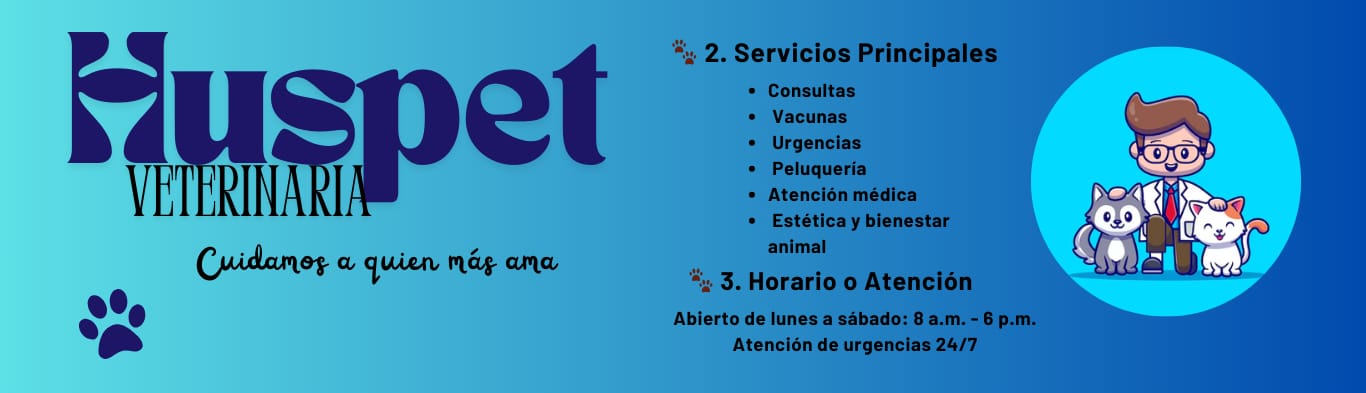 Huspet
VETERINARIA
Cuidamos a quien más ama
2. Servicios Principales
• Consultas
• Vacunas
• Urgencias
• Peluquería
• Atención médica
• Estética y bienestar
animal
3. Horario o Atención
Abierto de lunes a sábado: 8 a.m. - 6 p.m.
Atención de urgencias 24/7